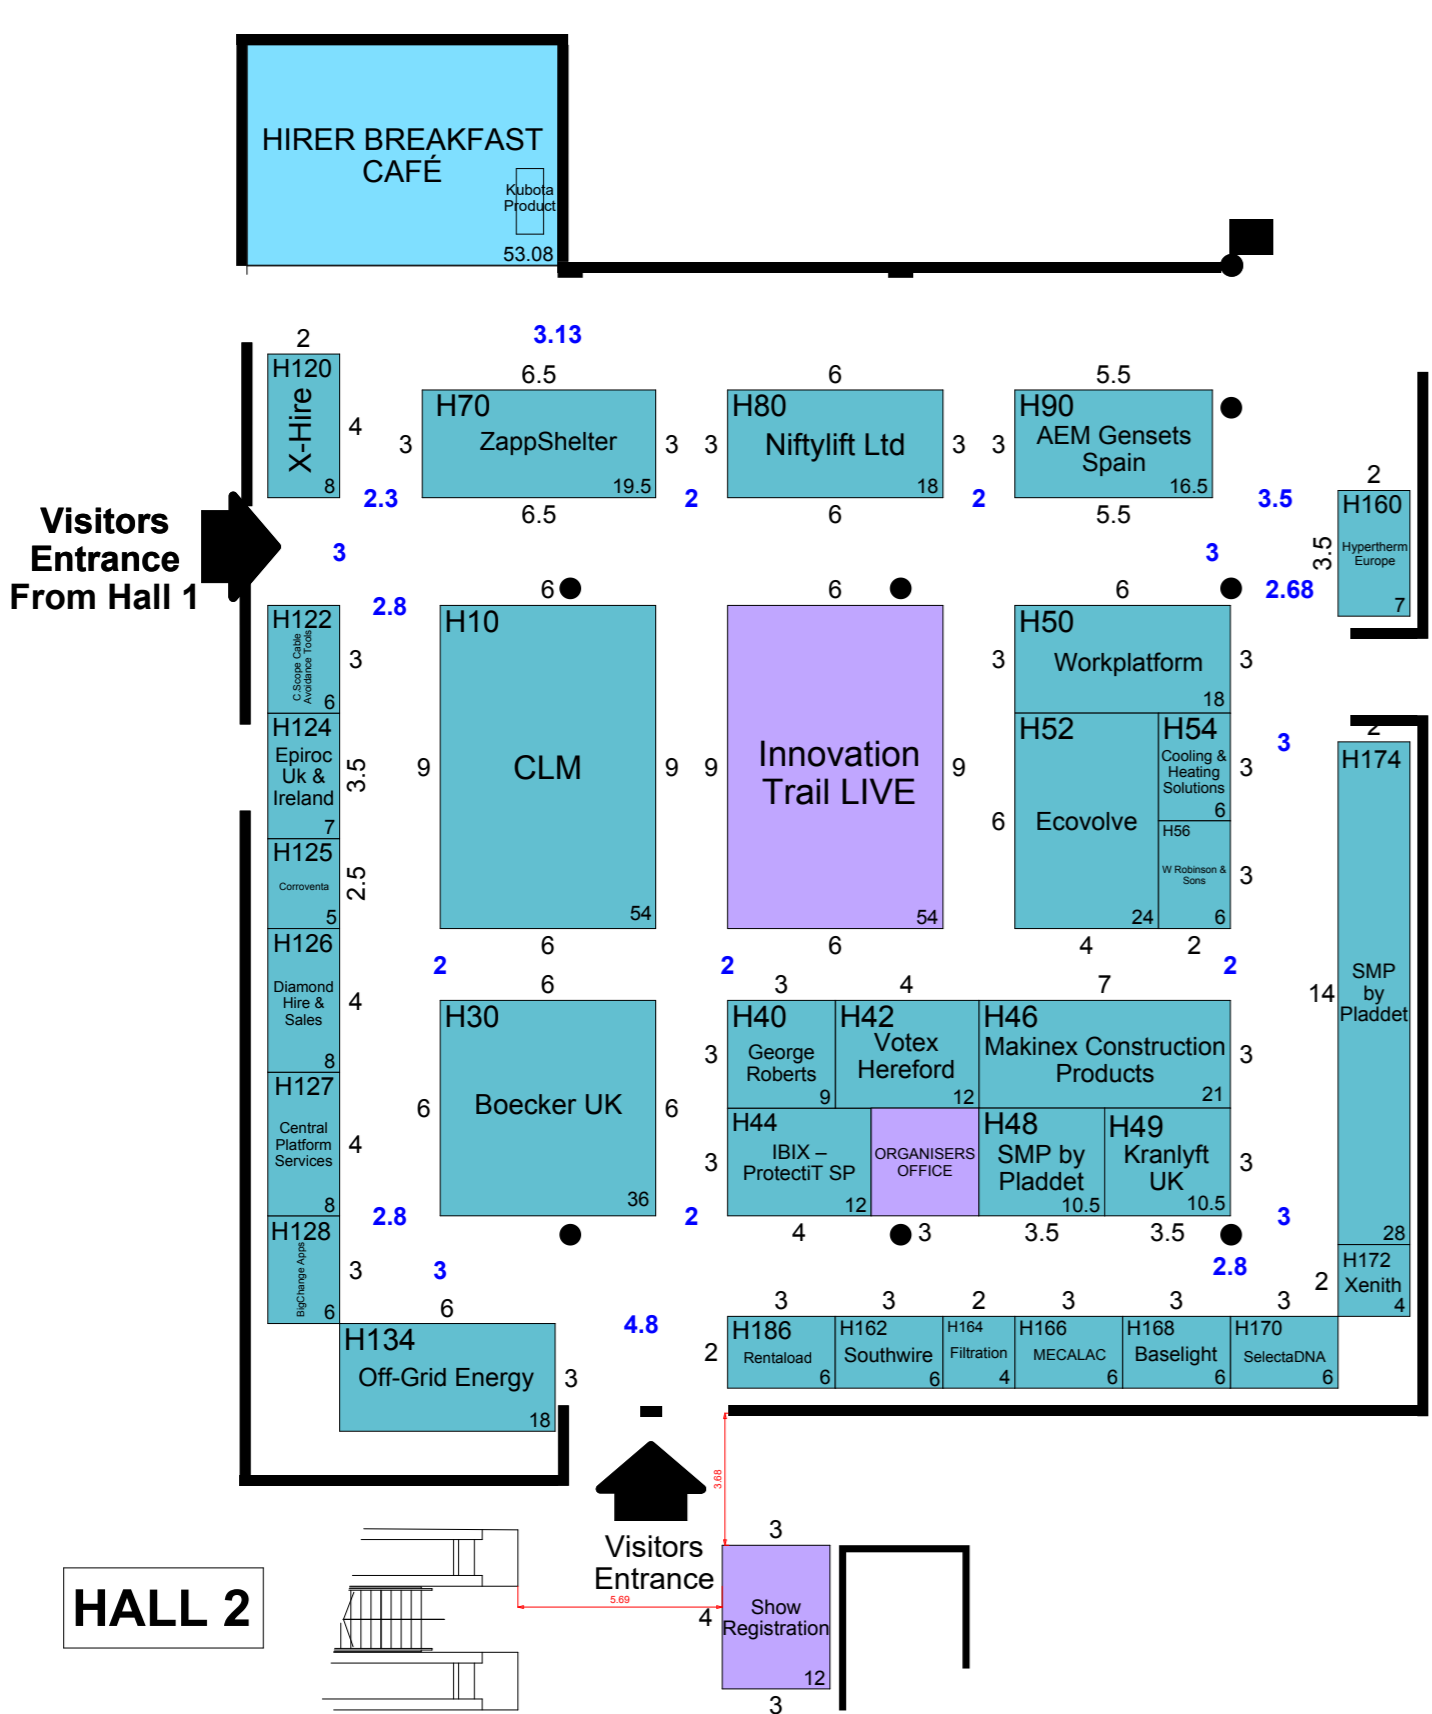 HIRER BREAKFAST
CAFÉ
Kubota
Product
53.08
3.13
2
6.5
6
5.5
H120
X-Hire
8
4
3
H70
ZappShelter
19.5
3
3
H80
Niftylift Ltd
18
3
3
H90
AEM Gensets
Spain
16.5
2.3
6.5
2
6
2
5.5
3.5
2
H160
Hypertherm
Europe
7
3.5
Visitors
Entrance
From Hall 1
3
3
2.8
6
6
6
2.68
H122
C.Scope Cable
Avoidance Tools
6
3
H124
Epiroc
Uk &
Ireland
7
3.5
H125
Corroventa
5
2.5
H126
Diamond
Hire &
Sales
8
4
H127
Central
Platform
Services
8
4
H128
BigChange Apps
6
3
H10
CLM
54
9
9
6
Innovation
Trail LIVE
54
9
9
6
H50
Workplatform
18
3
3
H52
Ecovolve
24
6
4
H54
Cooling &
Heating
Solutions
6
3
H56
W Robinson &
Sons
6
3
2
3
2
H174
SMP
by
Pladdet
28
14
2
2
2
6
3
4
7
H30
Boecker UK
36
6
6
H40
George
Roberts
9
3
H42
Votex
Hereford
12
H46
Makinex Construction
Products
21
3
H44
IBIX –
ProtectiT SP
12
3
ORGANISERS
OFFICE
H48
SMP by
Pladdet
10.5
H49
Kranlyft
UK
10.5
3
2.8
2
4
3
3.5
3.5
3
2.8
3
H172
Xenith
4
2
6
4.8
3
3
2
3
3
3
H134
Off-Grid Energy
18
3
2
H186
Rentaload
6
H162
Southwire
6
H164
Filtration
4
H166
MECALAC
6
H168
Baselight
6
H170
SelectaDNA
6
3.68
Visitors
Entrance
5.69
3
4
Show
Registration
12
3
HALL 2